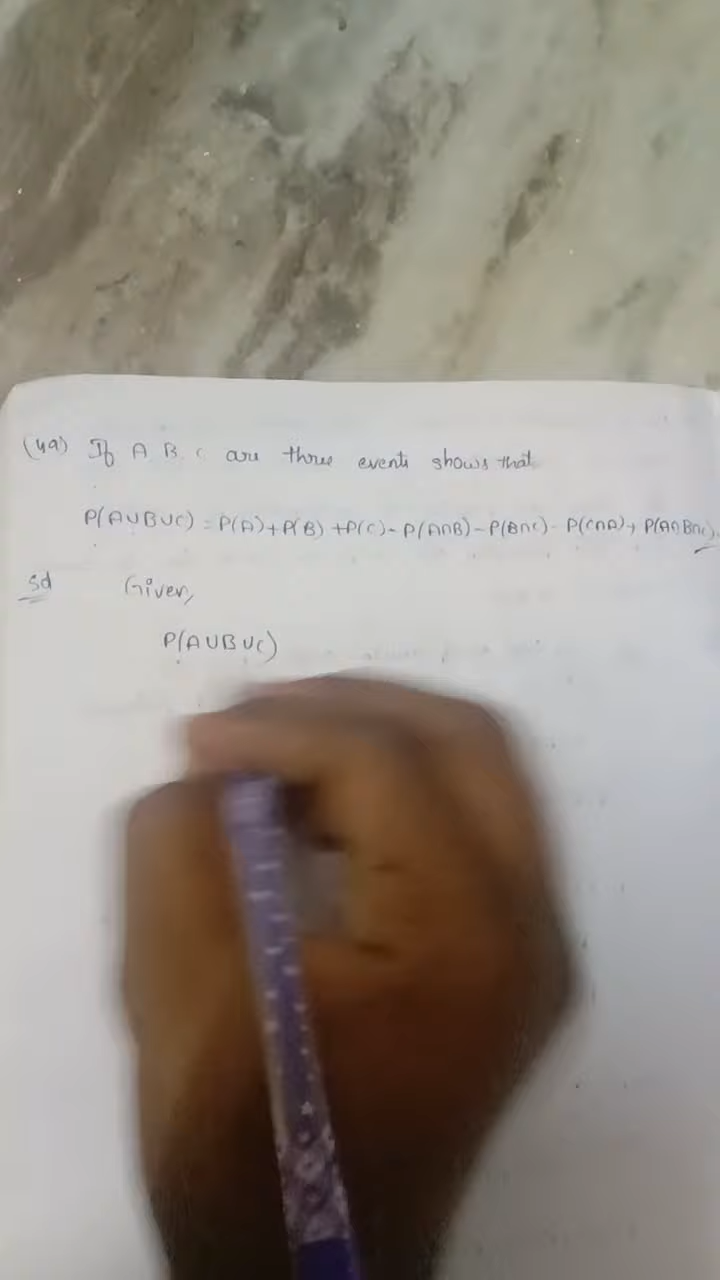 (4a) If A B C are three events shows that
P(A∪B∪C) = P(A)+P(B)+P(C)-P(A∩B)-P(B∩C)-P(C∩A)+P(A∩B∩C).
Sol Given,
P(A∪B∪C)